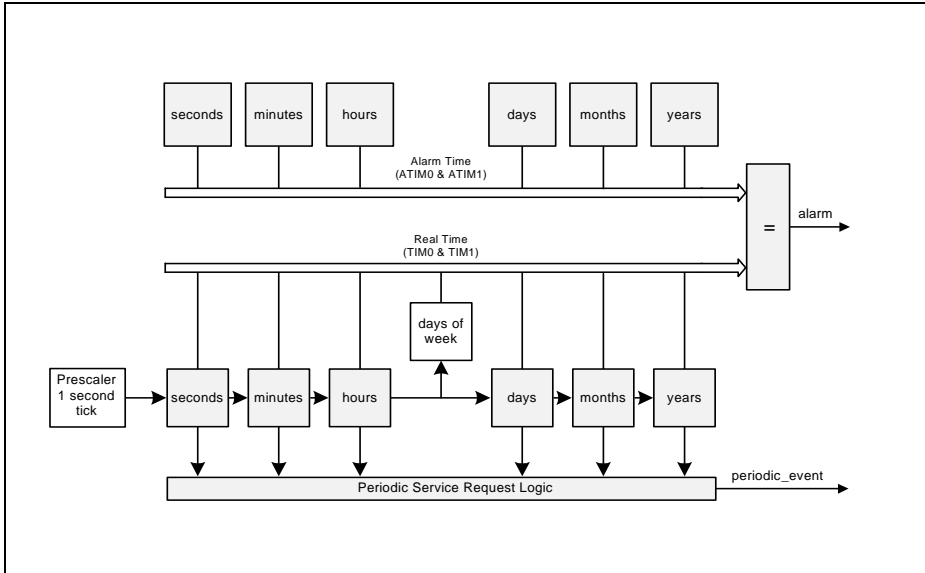 seconds minutes hours days months years
Alarm Time
(ATIM0 & ATIM1)
=
alarm
Real Time
(TIM0 & TIM1)
days of
week
Prescaler
1 second
tick
seconds minutes hours days months years
Periodic Service Request Logic
periodic_event